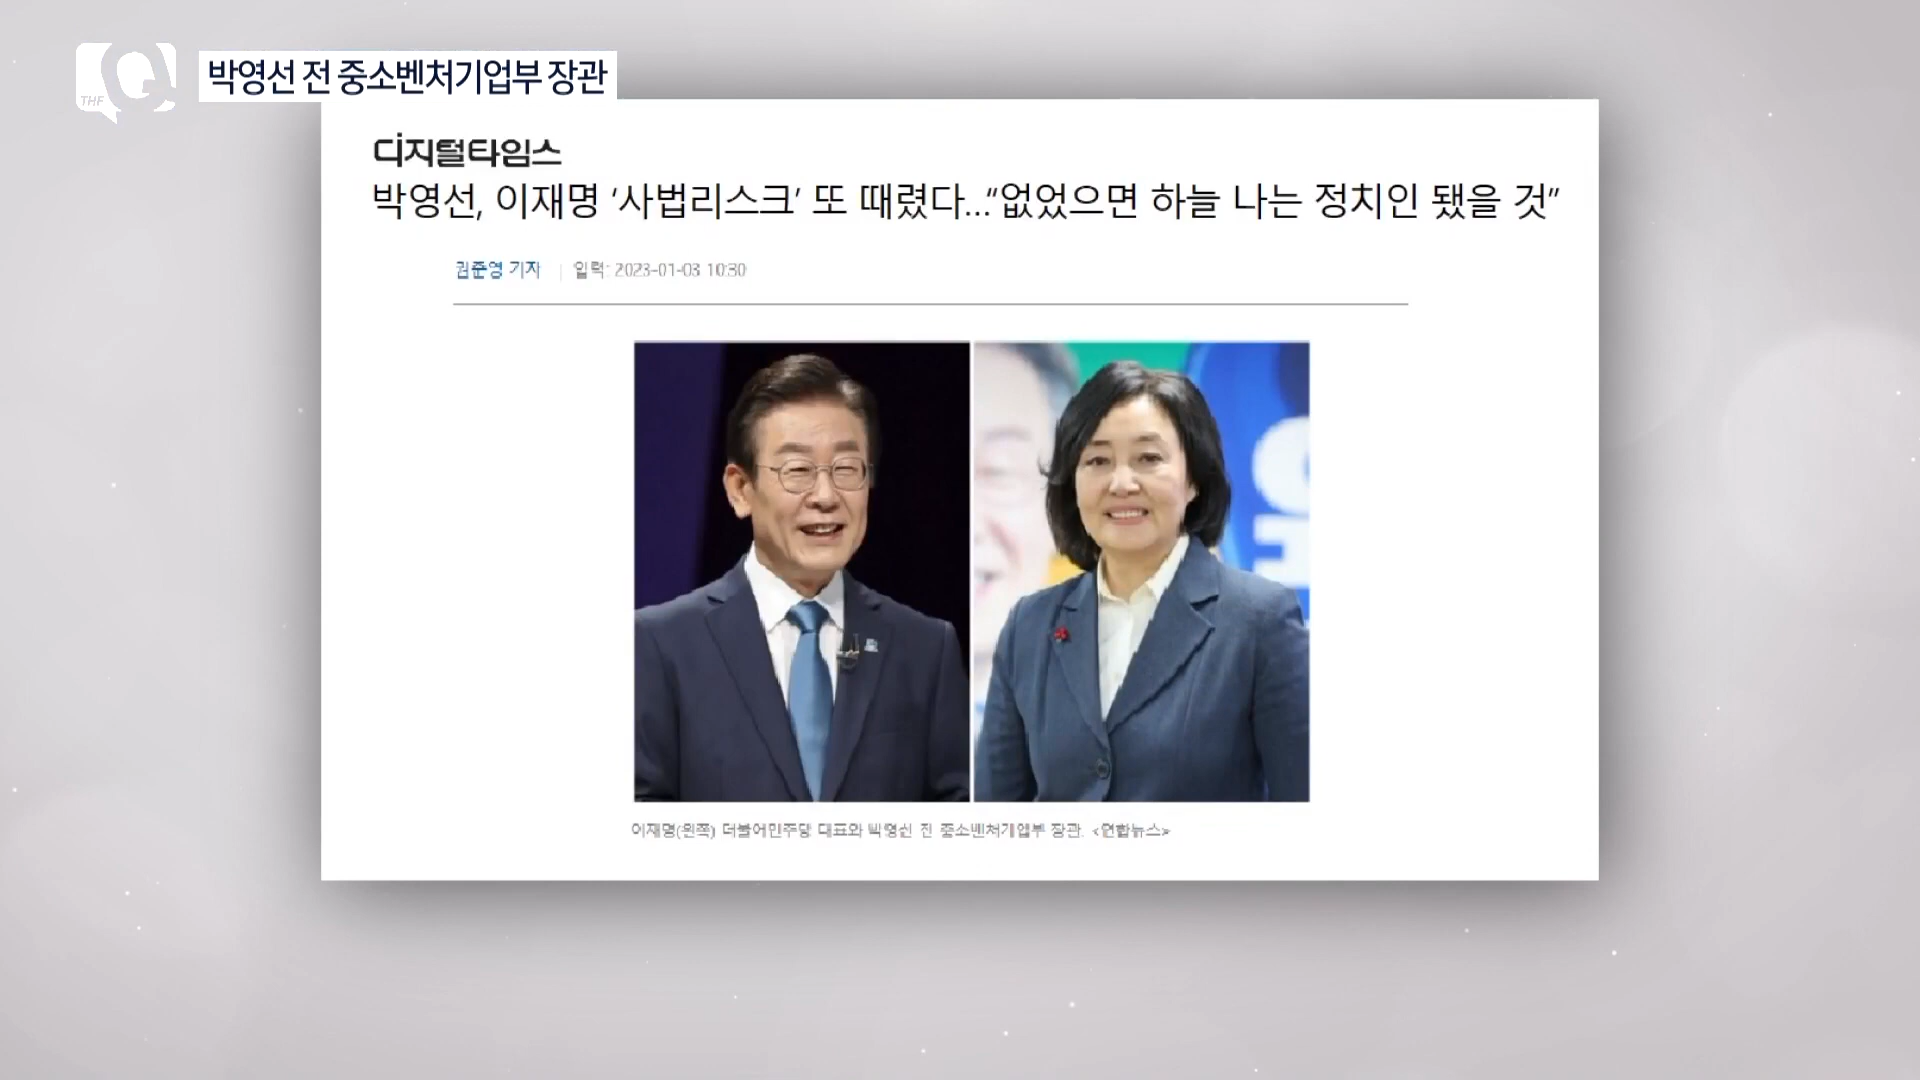 THE Q
박영선 전 중소벤처기업부 장관
디지털타임스
박영선, 이재명 ‘사법리스크’ 또 때렸다…“없었으면 하늘 나는 정치인 됐을 것”
권준영 기자 | 입력: 2023-01-03 10:30
이재명(왼쪽) 더불어민주당 대표와 박영선 전 중소벤처기업부 장관. <연합뉴스>